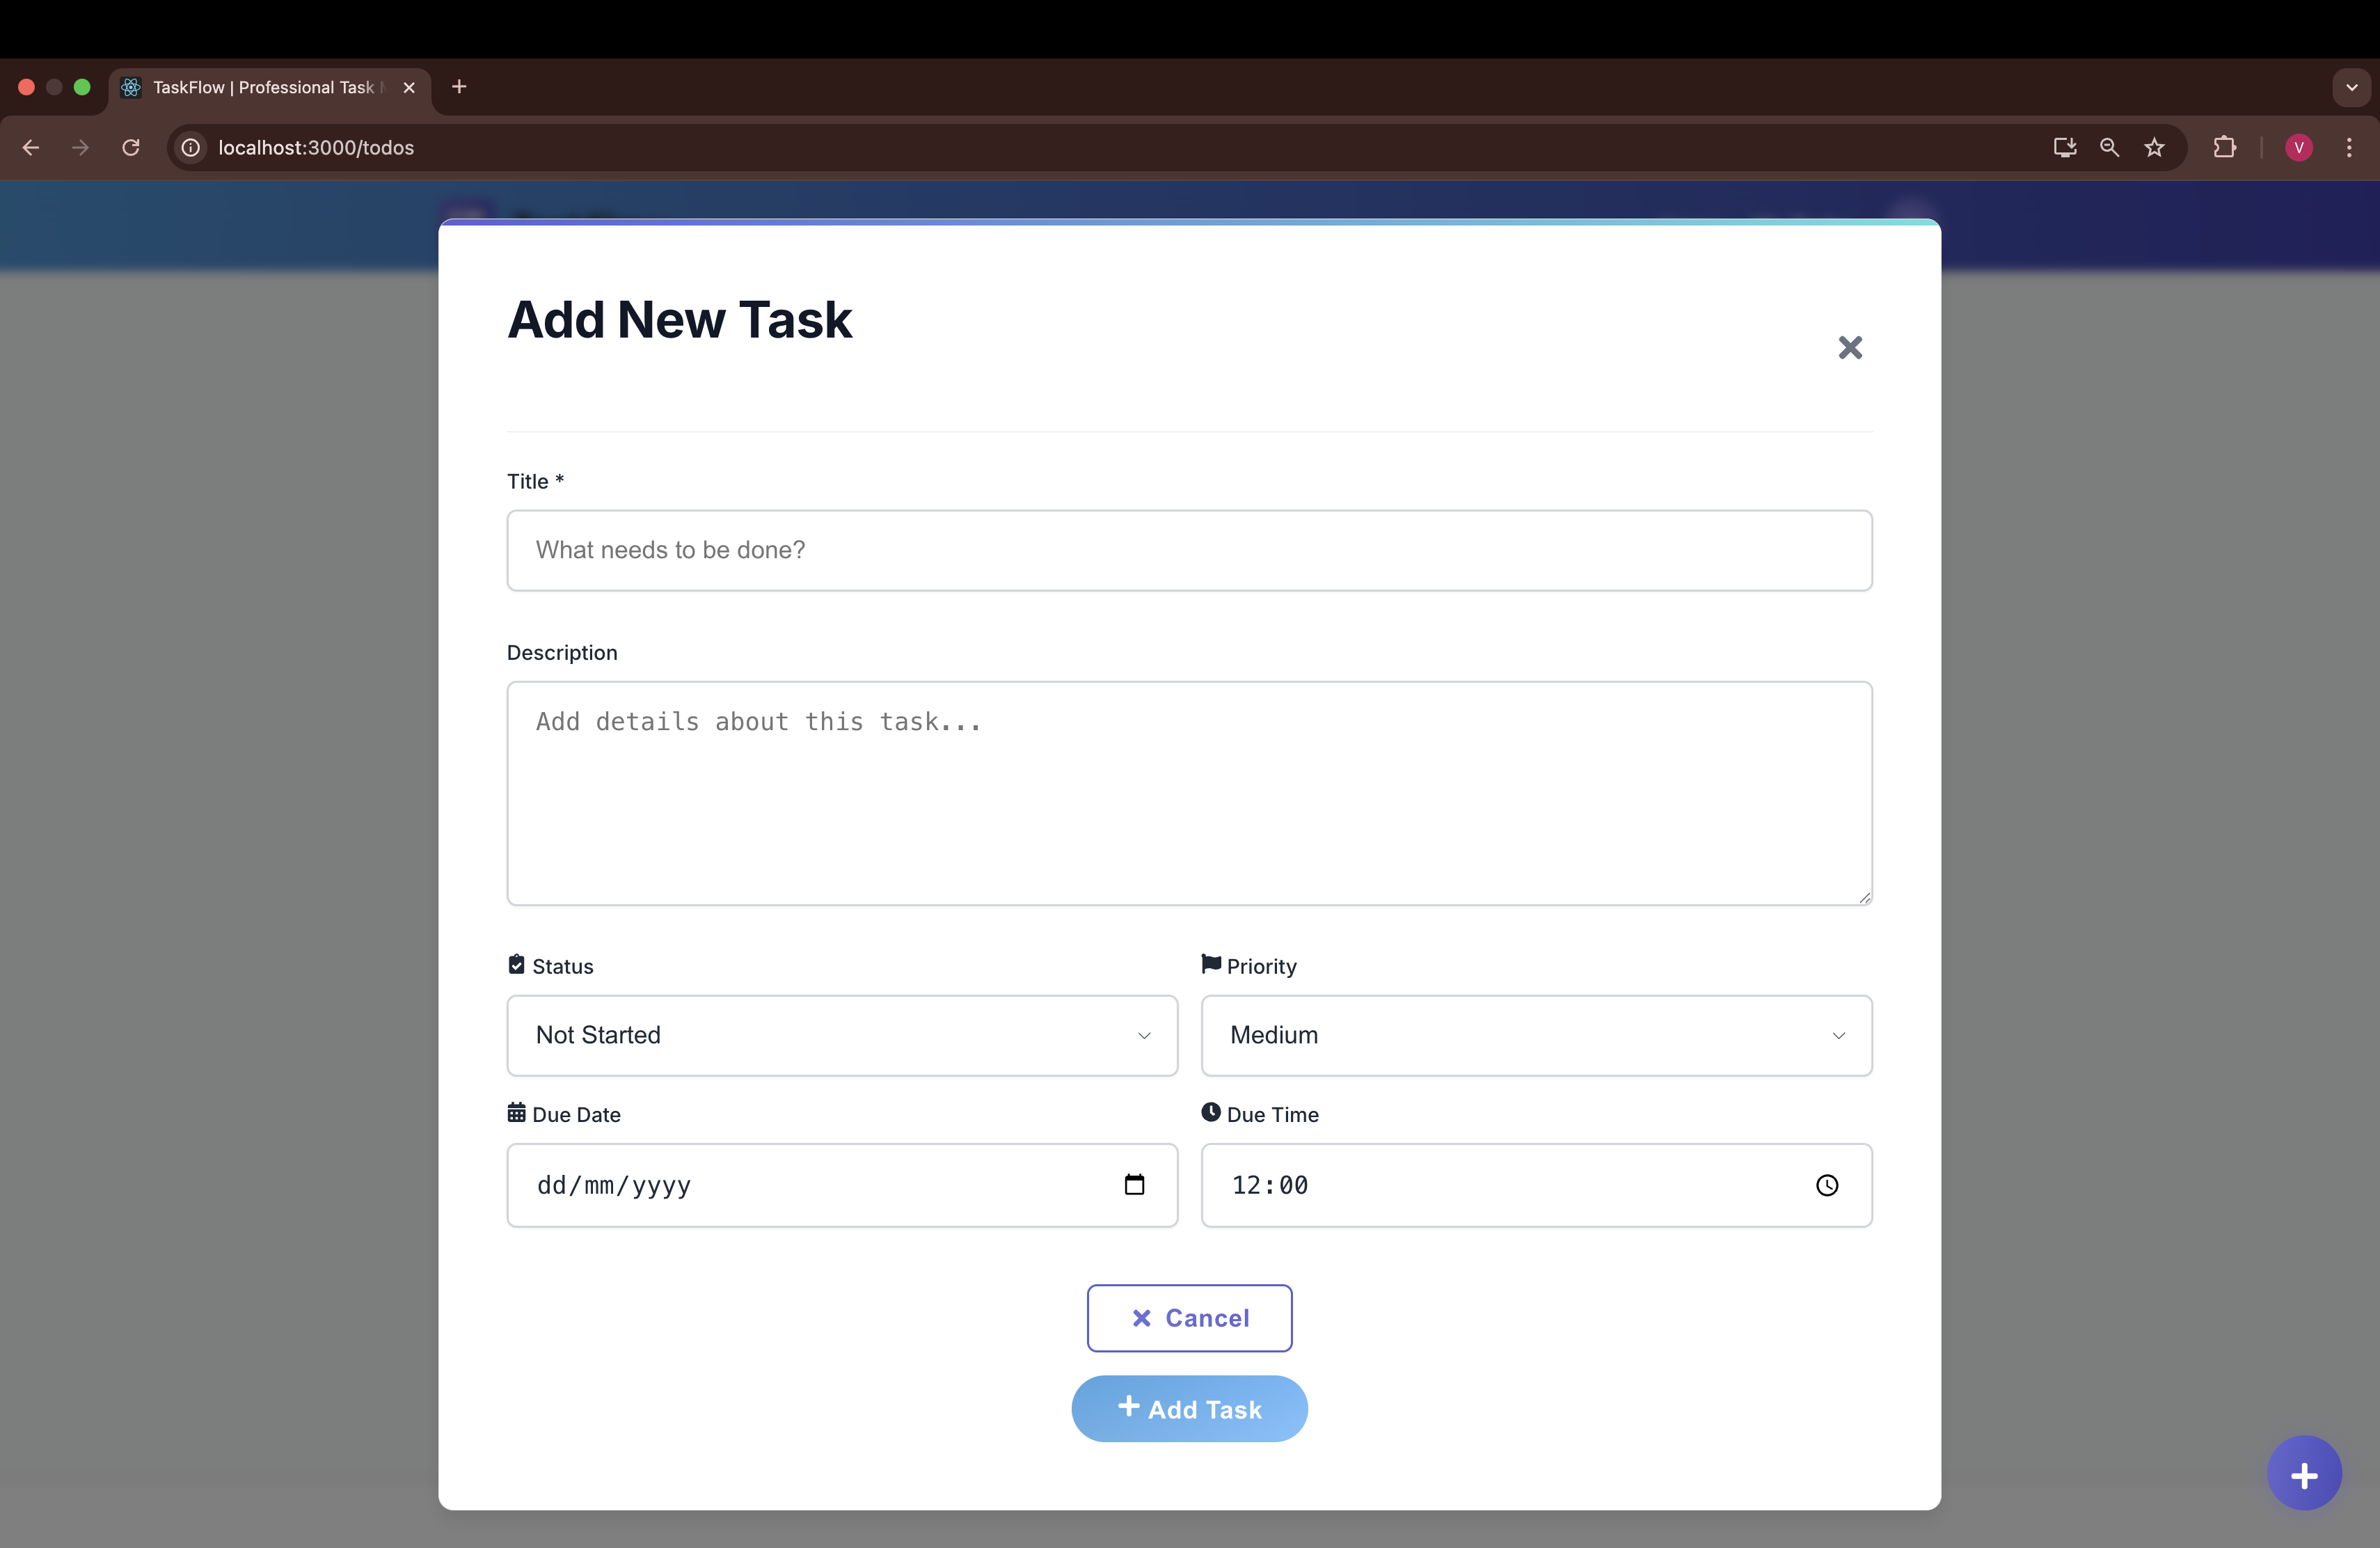 TaskFlow | Professional Task
localhost:3000/todos
V
Add New Task
Title *
What needs to be done?
Description
Add details about this task...
Status
Priority
Not Started
Medium
Due Date
Due Time
dd/mm/yyyy
12:00
Cancel
Add Task